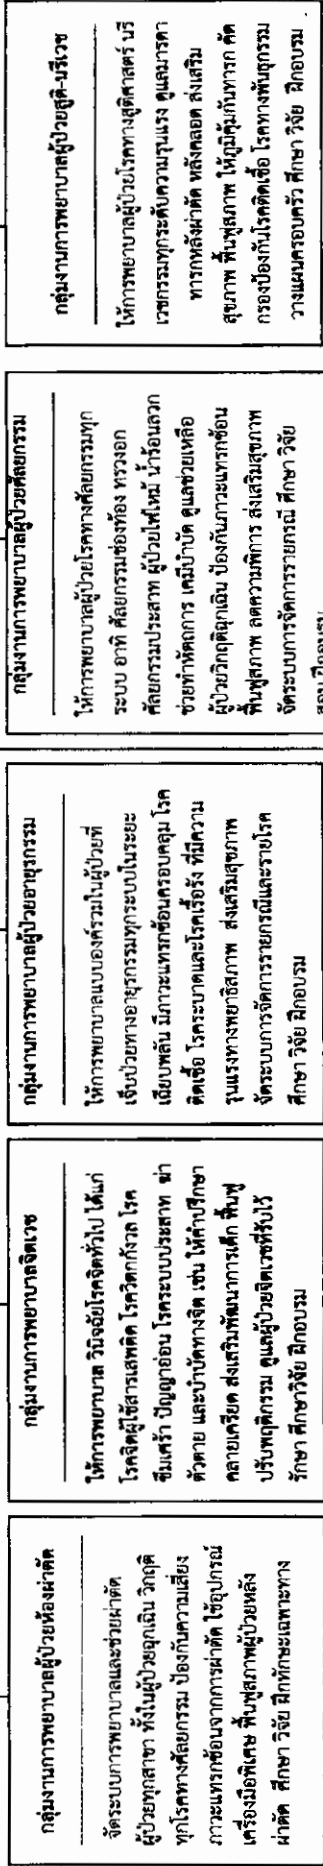 กลุ่มงานการพยาบาลผู้ป่วยห้องผ่าตัด
จัดระบบการพยาบาลและช่วยผ่าตัด
ผู้ป่วยทุกสาขา ทั้งในผู้ป่วยฉุกเฉิน วิกฤติ
ทุกโรคทางศัลยกรรม ป้องกันความเสี่ยง
ภาวะแทรกซ้อนจากการผ่าตัด ใช้อุปกรณ์
เครื่องมือพิเศษ ฟื้นฟูสภาพผู้ป่วยหลัง
ผ่าตัด ศึกษา วิจัย ฝึกทักษะเฉพาะทาง
กลุ่มงานการพยาบาลจิตเวช
ให้การพยาบาล วินิจฉัยโรคจิตทั่วไป ได้แก่
โรคจิตผู้ใช้สารเสพติด โรควิตกกังวล โรค
ซึมเศร้า ปัญญาอ่อน โรคระบบประสาท ฆ่า
ตัวตาย และบำบัดทางจิต เช่น ให้คำปรึกษา
คลายเครียด ส่งเสริมพัฒนาการเด็ก ฟื้นฟู
ปรับพฤติกรรม ดูแลผู้ป่วยจิตเวชที่รับไว้
รักษา ศึกษาวิจัย ฝึกอบรม
กลุ่มงานการพยาบาลผู้ป่วยอายุรกรรม
ให้การพยาบาลแบบองค์รวมในผู้ป่วยที่
เจ็บป่วยทางอายุรกรรมทุกระบบในระยะ
เฉียบพลัน มีภาวะแทรกซ้อนครอบคลุม โรค
ติดเชื้อ โรคระบาดและโรคเรื้อรัง ที่มีความ
รุนแรงทางพยาธิสภาพ ส่งเสริมสุขภาพ
จัดระบบการจัดการรายกรณีและรายโรค
ศึกษา วิจัย ฝึกอบรม
กลุ่มงานการพยาบาลผู้ป่วยศัลยกรรม
ให้การพยาบาลผู้ป่วยโรคทางศัลยกรรมทุก
ระบบ อาทิ ศัลยกรรมช่องท้อง ทรวงอก
ศัลยกรรมประสาท ผู้ป่วยไฟไหม้ น้ำร้อนลวก
ช่วยทำหัตถการ เคมีบำบัด ดูแลช่วยเหลือ
ผู้ป่วยวิกฤติฉุกเฉิน ป้องกันภาวะแทรกซ้อน
ฟื้นฟูสภาพ ลดความพิการ ส่งเสริมสุขภาพ
จัดระบบการจัดการรายกรณี ศึกษา วิจัย
สอน ฝึกอบรม
กลุ่มงานการพยาบาลผู้ป่วยสูติ-นรีเวช
ให้การพยาบาลผู้ป่วยโรคทางสูติศาสตร์ นรี
เวชกรรมทุกระดับความรุนแรง ดูแลมารดา
ทารกหลังผ่าตัด หลังคลอด ส่งเสริม
สุขภาพ ฟื้นฟูสภาพ ให้ภูมิคุ้มกันทารก คัด
กรองป้องกันโรคติดเชื้อ โรคทางพันธุกรรม
วางแผนครอบครัว ศึกษา วิจัย ฝึกอบรม